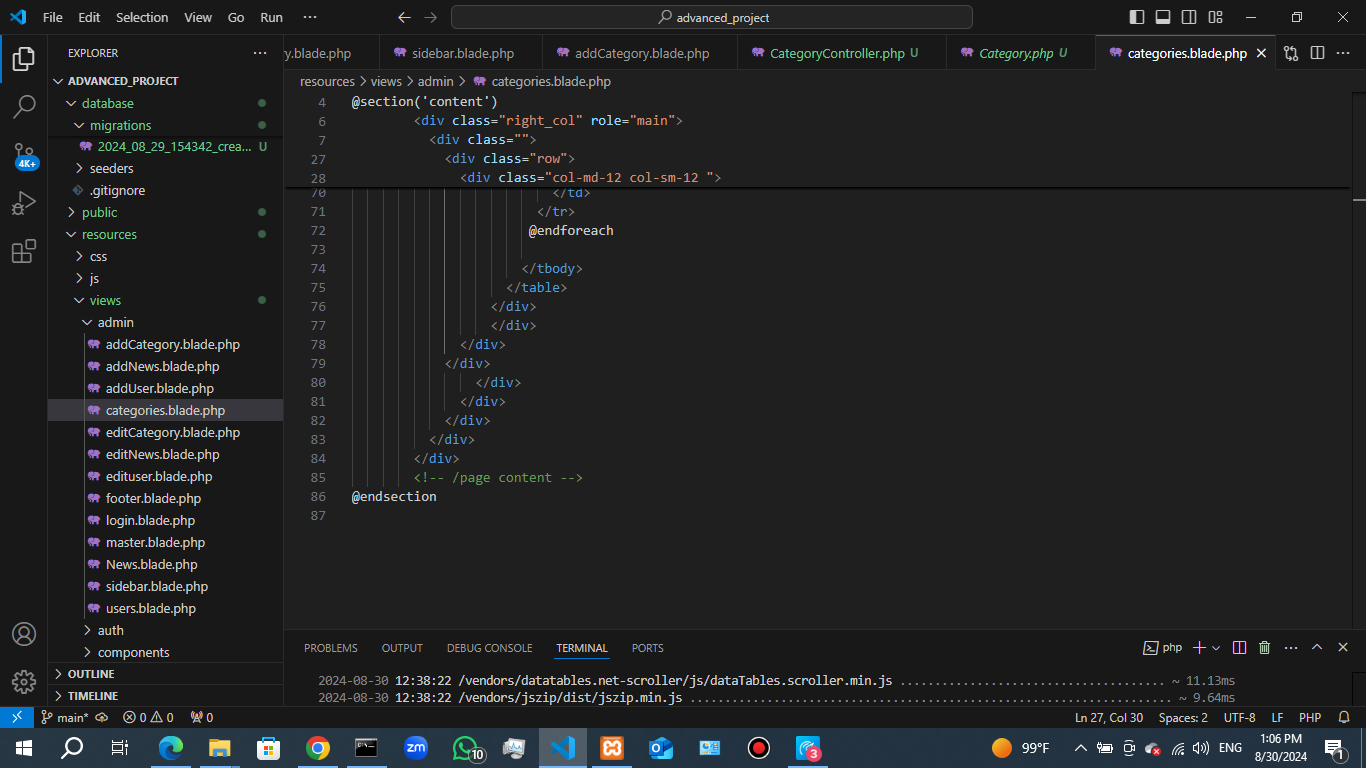 File Edit Selection View Go Run ··· advanced_project
EXPLORER
ADVANCED_PROJECT
database
migrations
2024_08_29_154342_crea... U
seeders
.gitignore
public
resources
css
js
views
admin
addCategory.blade.php
addNews.blade.php
addUser.blade.php
categories.blade.php
editCategory.blade.php
editNews.blade.php
edituser.blade.php
footer.blade.php
login.blade.php
master.blade.php
News.blade.php
sidebar.blade.php
users.blade.php
auth
components
OUTLINE
TIMELINE
4K+
y.blade.php sidebar.blade.php addCategory.blade.php CategoryController.php U Category.php U categories.blade.php
resources > views > admin > categories.blade.php
4 @section('content')
6 <div class="right_col" role="main">
7 <div class="">
27 <div class="row">
28 <div class="col-md-12 col-sm-12 ">
70 </td>
71 </tr>
72 @endforeach
73
74 </tbody>
75 </table>
76 </div>
77 </div>
78 </div>
79 </div>
80 </div>
81 </div>
82 </div>
83 </div>
84 </div>
85 <!-- /page content -->
86 @endsection
87
PROBLEMS OUTPUT DEBUG CONSOLE TERMINAL PORTS php
2024-08-30 12:38:22 /vendors/datatables.net-scroller/js/dataTables.scroller.min.js ................................... ~ 11.13ms
2024-08-30 12:38:22 /vendors/jszip/dist/jszip.min.js ................................................................ ~ 9.64ms
main* 0 0 0 Ln 27, Col 30 Spaces: 2 UTF-8 LF PHP
zm 10 3 99°F ENG 1:06 PM
8/30/2024 1